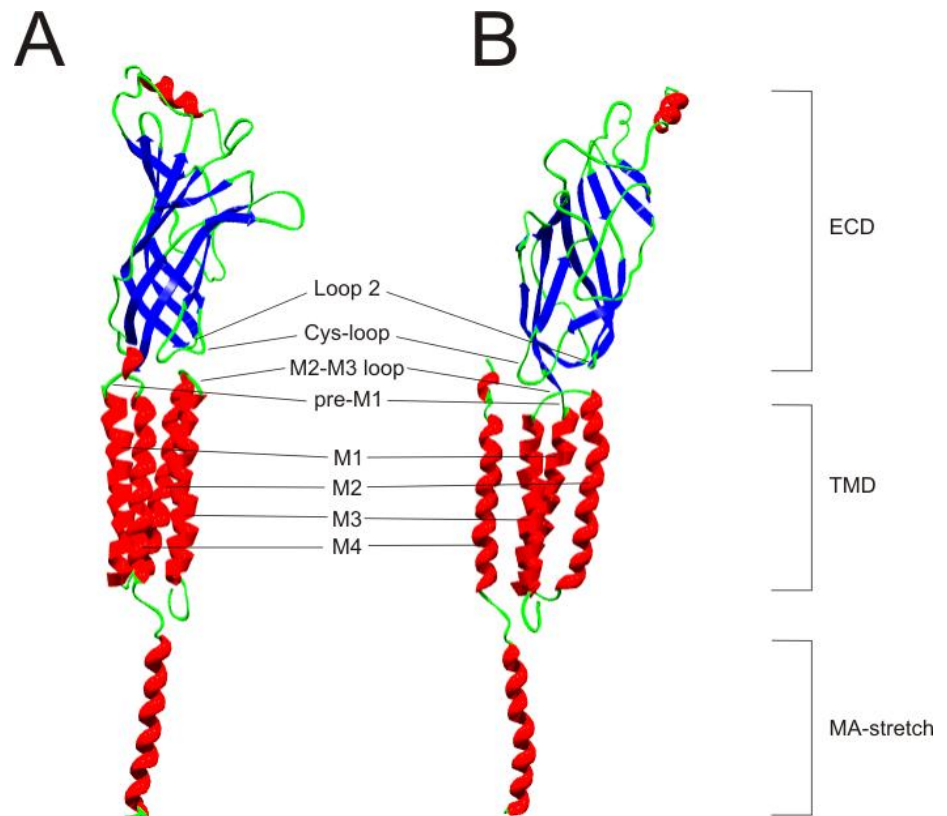 A
B
ECD
Loop 2
Cys-loop
M2-M3 loop
pre-M1
M1
M2
TMD
M3
M4
MA-stretch